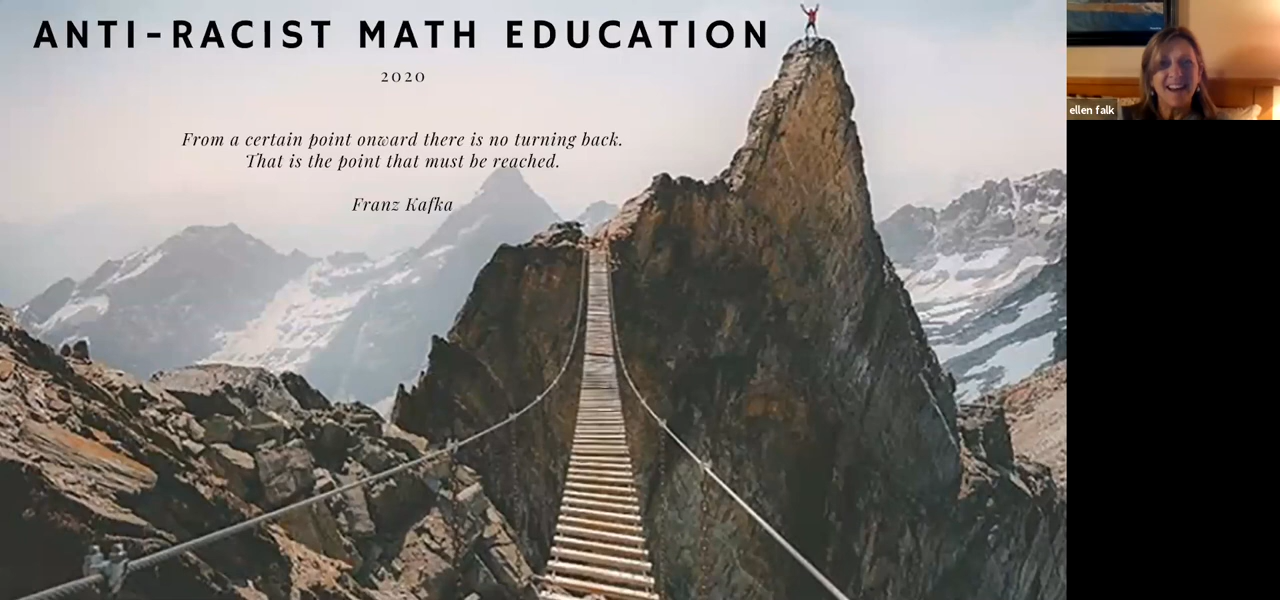 ANTI-RACIST MATH EDUCATION
2020
From a certain point onward there is no turning back.
That is the point that must be reached.
Franz Kafka
ellen falk